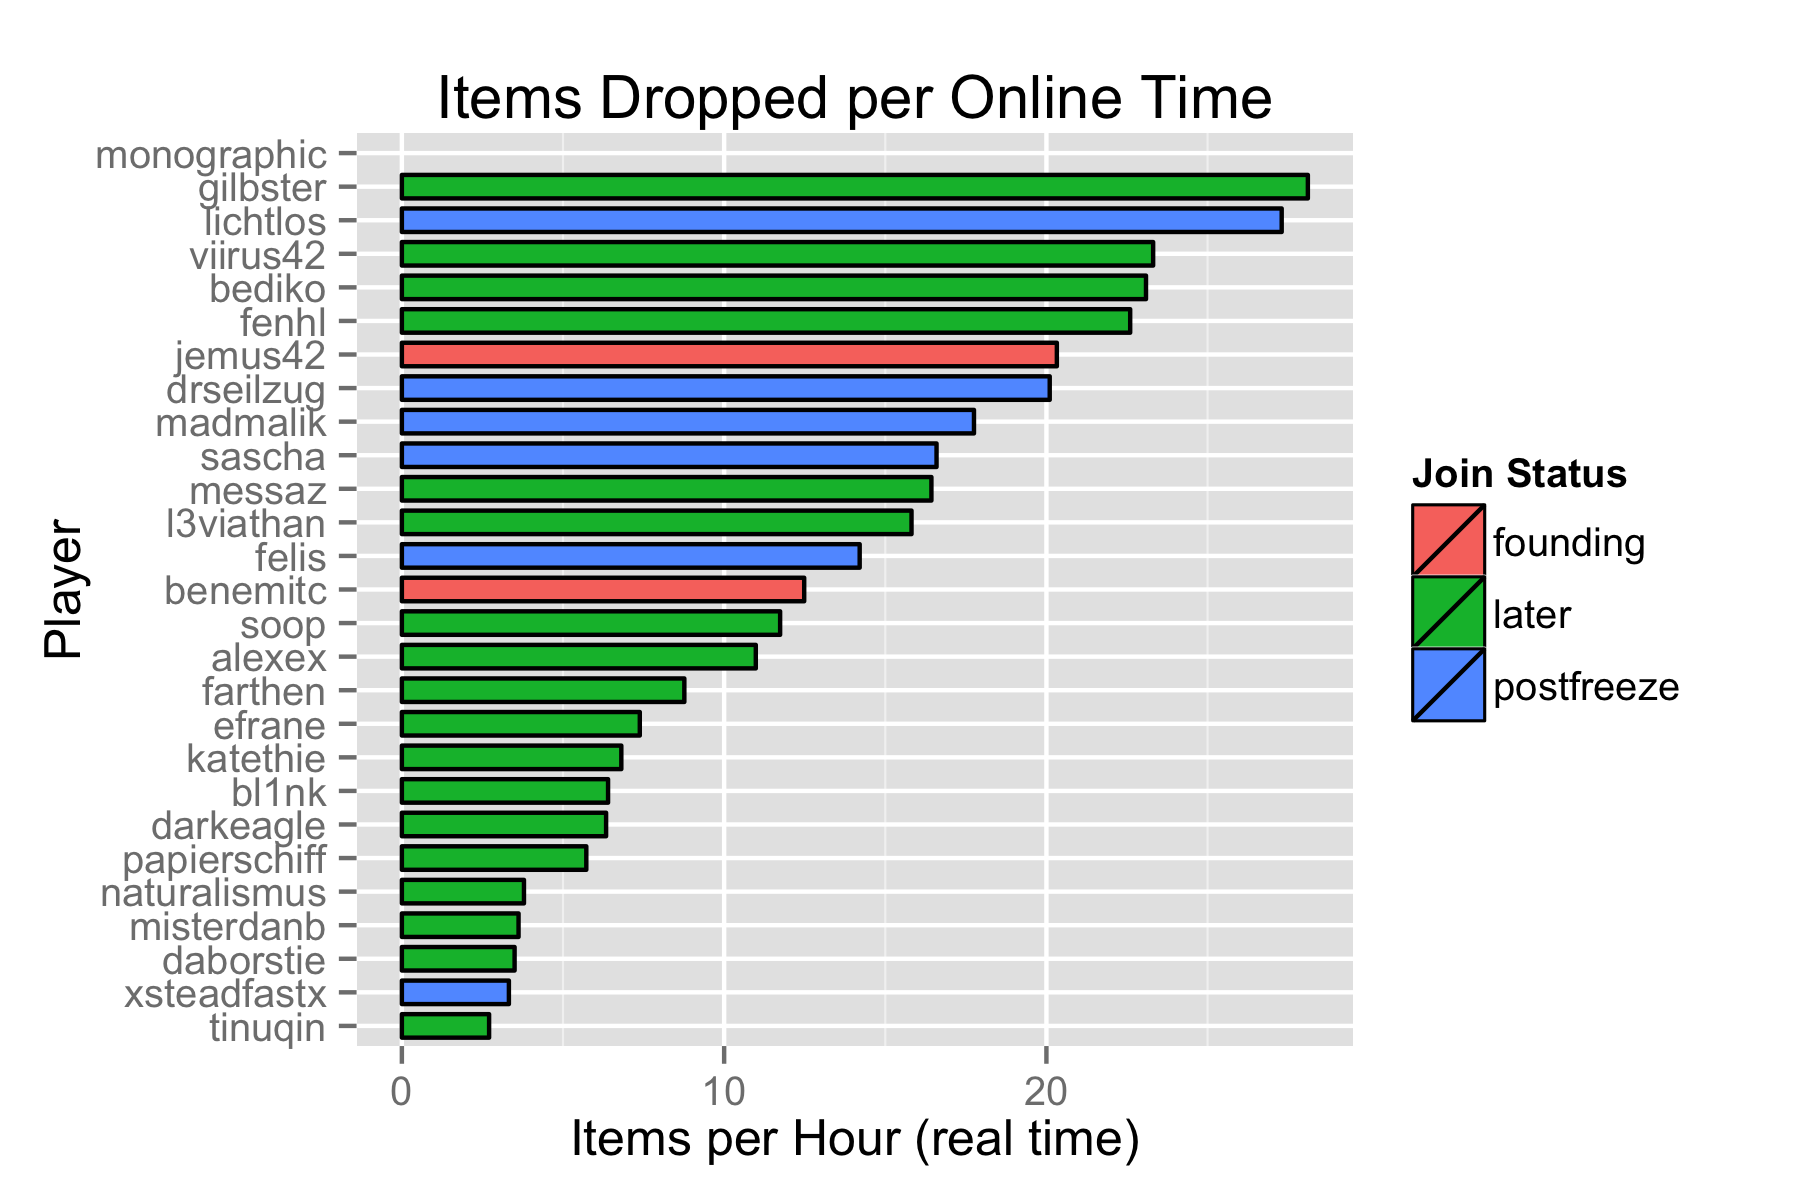 Items Dropped per Online Time
monographic
gilbster
lichtlos
viirus42
bediko
fenhl
jemus42
drseilzug
madmalik
sascha
messaz
l3viathan
felis
benemitc
soop
alexex
farthen
efrane
katethie
bl1nk
darkeagle
papierschiff
naturalismus
misterdanb
daborstie
xsteadfastx
tinuqin
Player
0 10 20
Items per Hour (real time)
Join Status
founding
later
postfreeze